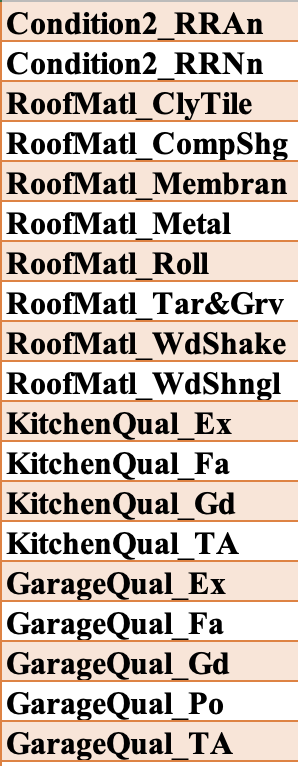 Condition2_RRAn
Condition2_RRNn
RoofMatl_ClyTile
RoofMatl_CompShg
RoofMatl_Membran
RoofMatl_Metal
RoofMatl_Roll
RoofMatl_Tar&Grv
RoofMatl_WdShake
RoofMatl_WdShngl
KitchenQual_Ex
KitchenQual_Fa
KitchenQual_Gd
KitchenQual_TA
GarageQual_Ex
GarageQual_Fa
GarageQual_Gd
GarageQual_Po
GarageQual_TA